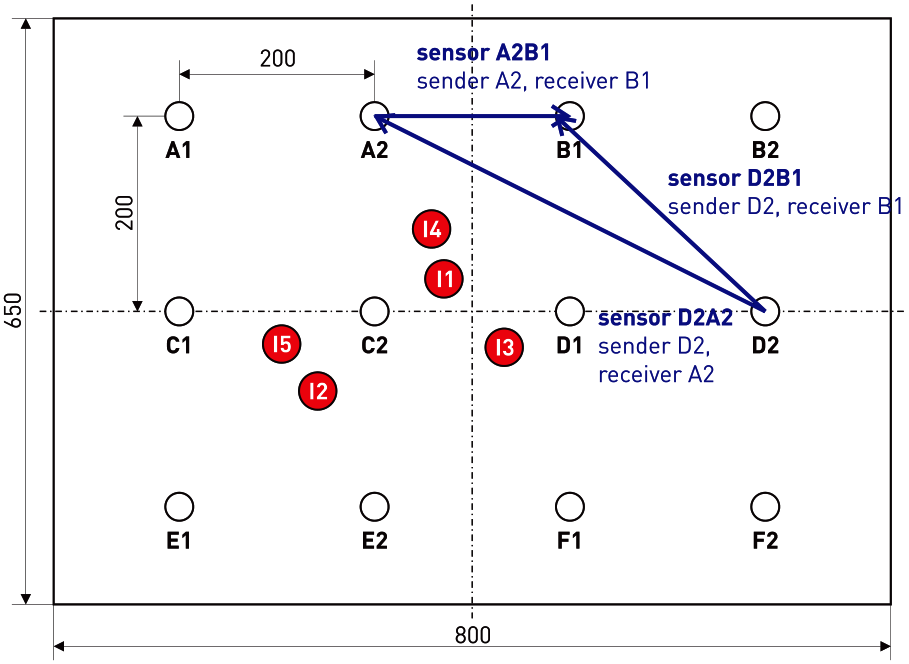 200
sensor A2B1
sender A2, receiver B1
A1
A2
B1
B2
sensor D2B1
sender D2, receiver B1
200
I4
I1
650
sensor D2A2
sender D2,
receiver A2
C1
I5
C2
I3
D1
D2
I2
E1
E2
F1
F2
800